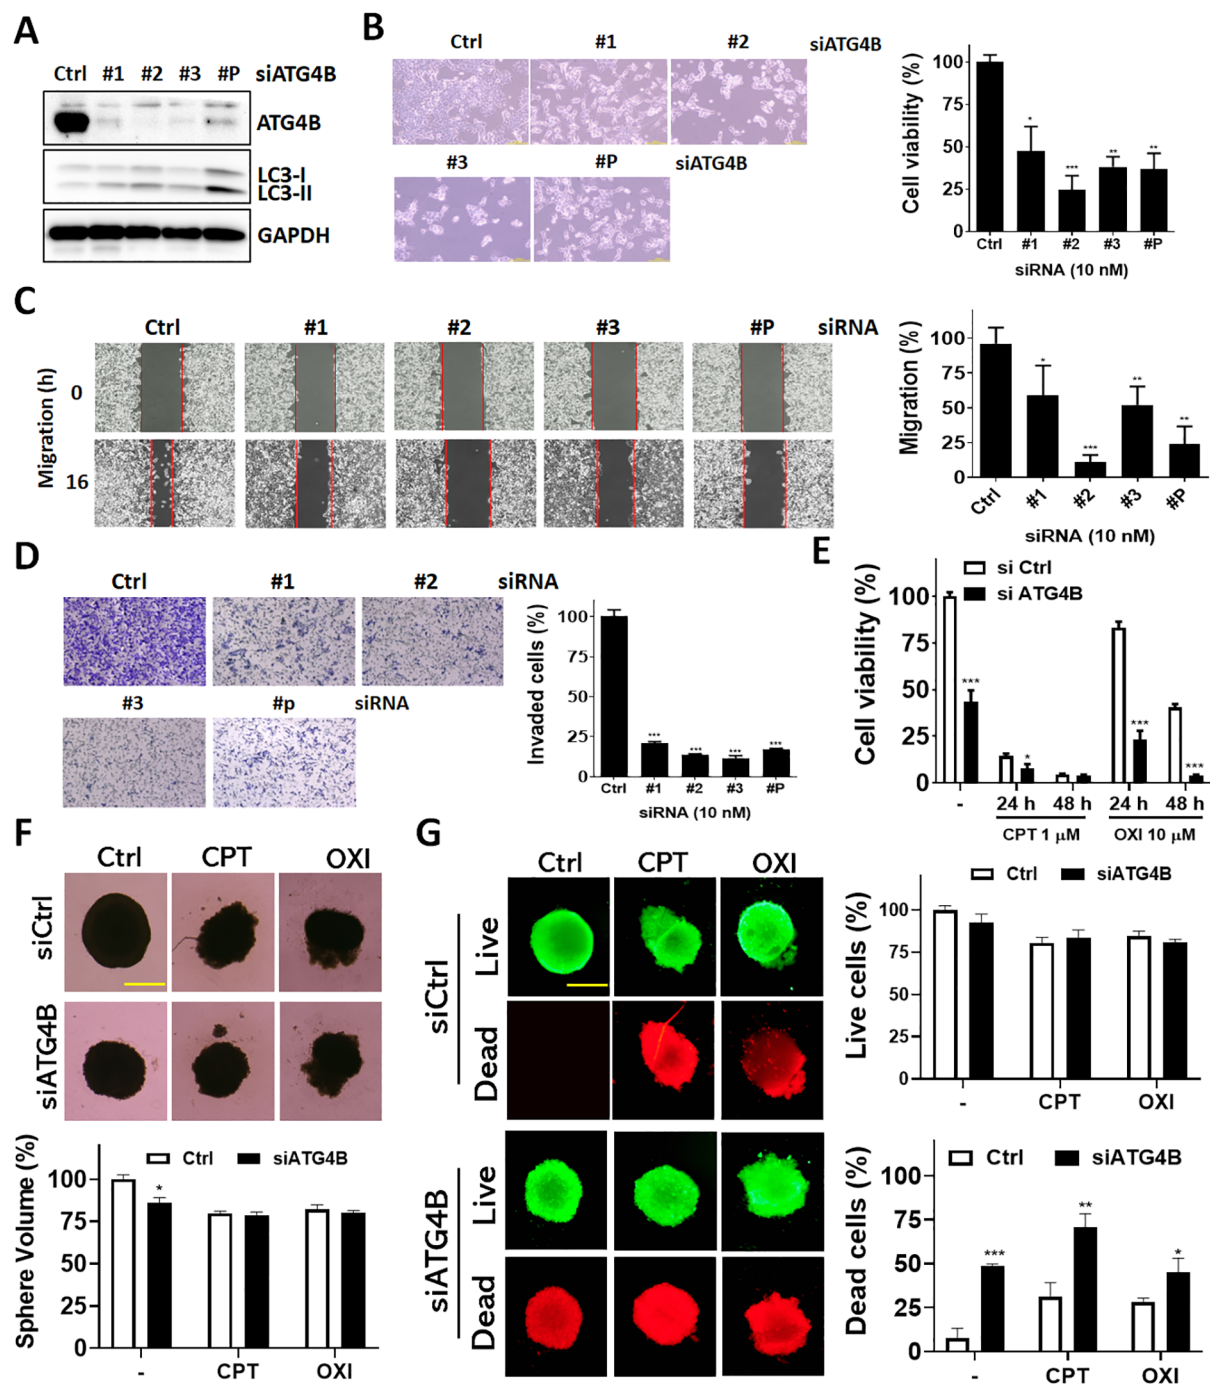 A
Ctrl #1 #2 #3 #P siATG4B
ATG4B
LC3-I
LC3-II
GAPDH
B
Ctrl #1 #2 siATG4B
#3 #P siATG4B
Cell viability (%)
100
75
50
25
0
* *** ** **
Ctrl #1 #2 #3 #P
siRNA (10 nM)
C
Ctrl #1 #2 #3 #P siRNA
Migration (h)
0
16
Migration (%)
100
75
50
25
0
* *** ** **
Ctrl #1 #2 #3 #P
siRNA (10 nM)
D
Ctrl #1 #2 siRNA
#3 #p siRNA
Invaded cells (%)
100
75
50
25
0
*** *** *** ***
Ctrl #1 #2 #3 #P
siRNA (10 nM)
E
si Ctrl
si ATG4B
Cell viability (%)
100
75
50
25
0
*** * *** ***
- 24 h 48 h 24 h 48 h
CPT 1 μM OXI 10 μM
F
Ctrl CPT OXI
siCtrl
siATG4B
Ctrl siATG4B
Sphere Volume (%)
100
75
50
25
0
*
- CPT OXI
G
Ctrl CPT OXI
siCtrl
Live
Dead
siATG4B
Live
Dead
Ctrl siATG4B
Live cells (%)
100
75
50
25
0
- CPT OXI
Ctrl siATG4B
Dead cells (%)
100
75
50
25
0
*** ** *
- CPT OXI